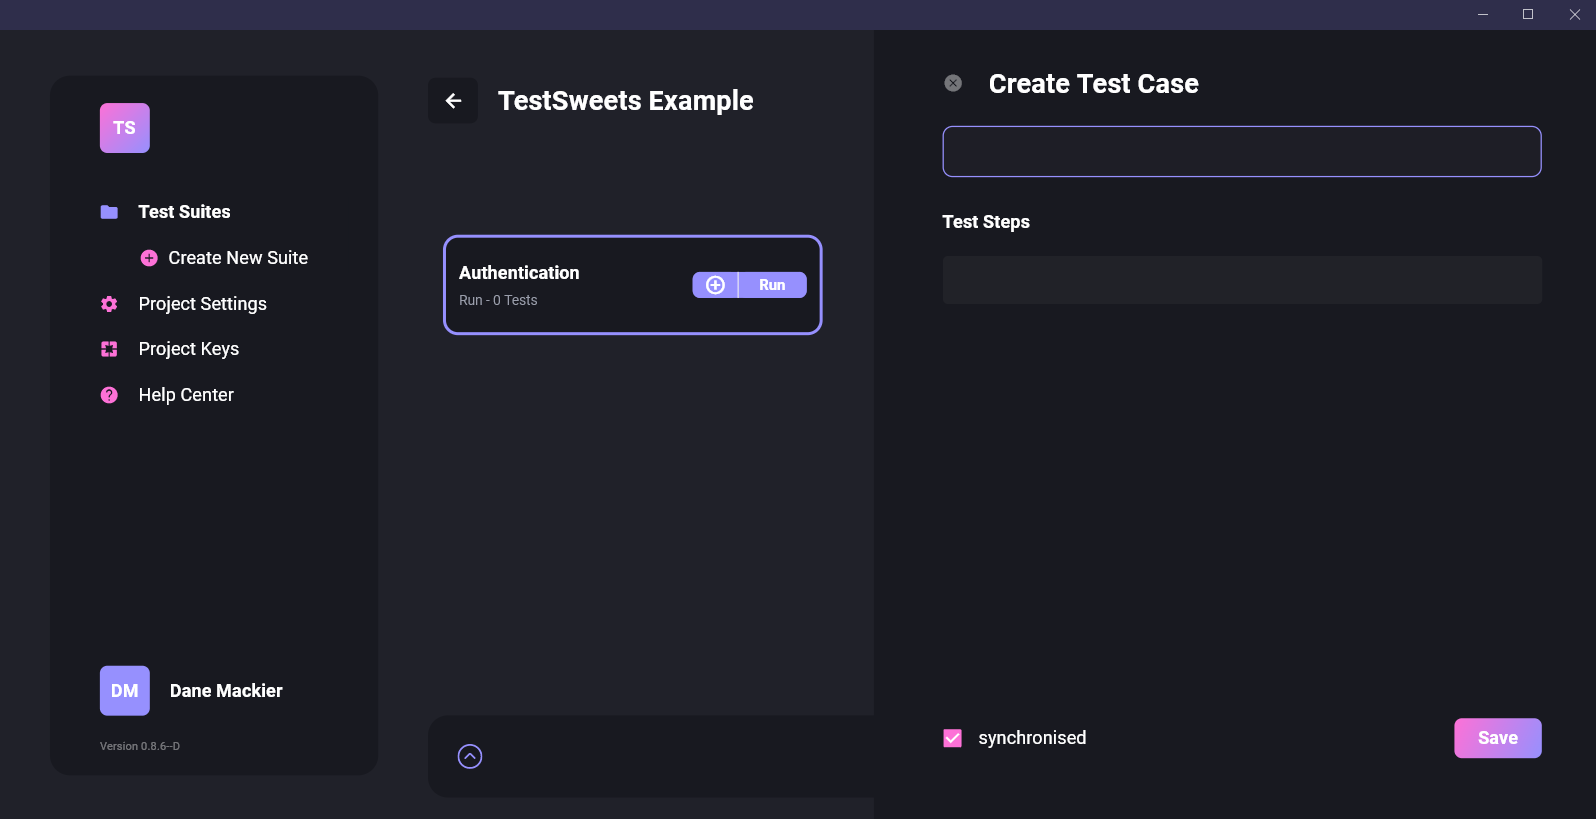 TS
Test Suites
Create New Suite
Project Settings
Project Keys
Help Center
DM
Dane Mackier
Version 0.8.6--D
TestSweets Example
Authentication
Run - 0 Tests
Run
Create Test Case
Test Steps
synchronised
Save